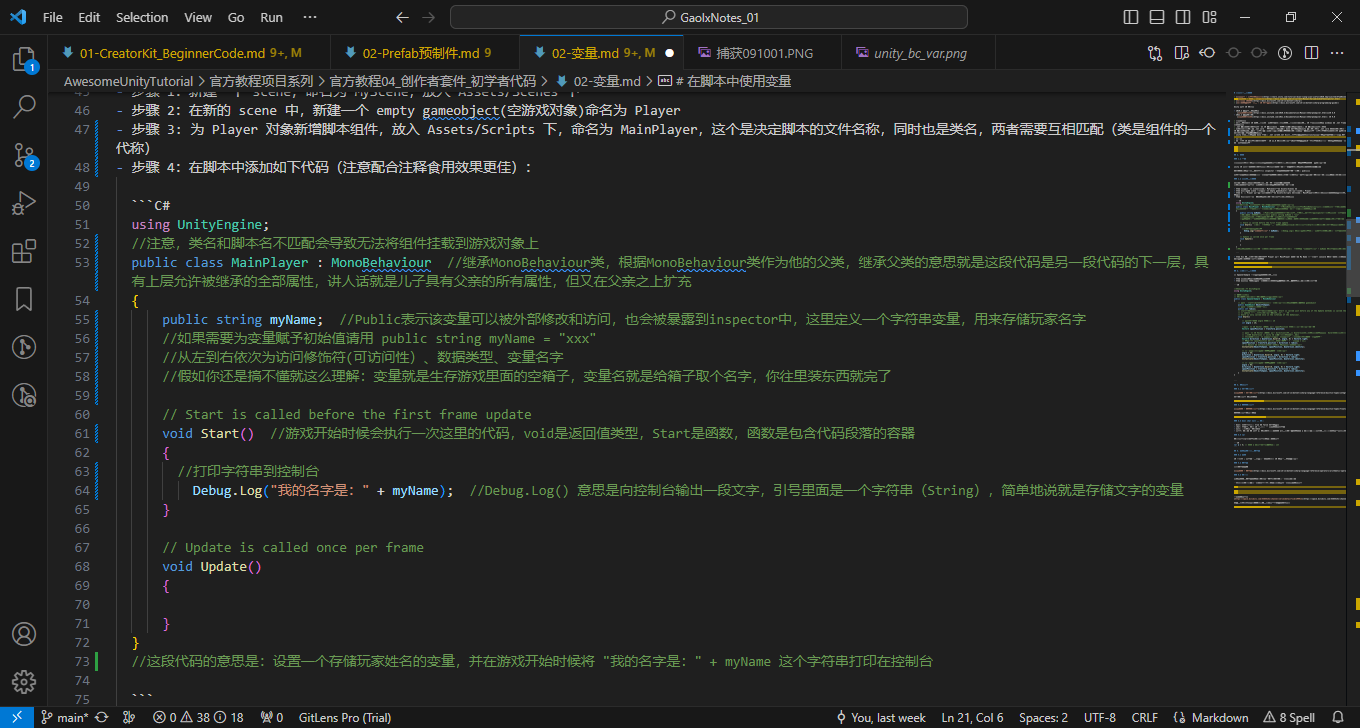 File Edit Selection View Go Run ··· GaolxNotes_01
01-CreatorKit_BeginnerCode.md 9+, M 02-Prefab预制件.md 9 02-变量.md 9+, M 捕获091001.PNG unity_bc_var.png
AwesomeUnityTutorial > 官方教程项目系列 > 官方教程04_创作者套件_初学者代码 > 02-变量.md > # 在脚本中使用变量
46 - 步骤 2：在新的 scene 中，新建一个 empty gameobject(空游戏对象)命名为 Player
47 - 步骤 3：为 Player 对象新增脚本组件，放入 Assets/Scripts 下，命名为 MainPlayer，这个是决定脚本的文件名称，同时也是类名，两者需要互相匹配（类是组件的一个
代称）
48 - 步骤 4：在脚本中添加如下代码（注意配合注释食用效果更佳）：
49
50 ```C#
51 using UnityEngine;
52 //注意，类名和脚本名不匹配会导致无法将组件挂载到游戏对象上
53 public class MainPlayer : MonoBehaviour //继承MonoBehaviour类，根据MonoBehaviour类作为他的父类，继承父类的意思就是这段代码是另一段代码的下一层，具
有上层允许被继承的全部属性，讲人话就是儿子具有父亲的所有属性，但又在父亲之上扩充
54 {
55 public string myName; //Public表示该变量可以被外部修改和访问，也会被暴露到inspector中，这里定义一个字符串变量，用来存储玩家名字
56 //如果需要为变量赋予初始值请用 public string myName = "xxx"
57 //从左到右依次为访问修饰符(可访问性）、数据类型、变量名字
58 //假如你还是搞不懂就这么理解：变量就是生存游戏里面的空箱子，变量名就是给箱子取个名字，你往里装东西就完了
59
60 // Start is called before the first frame update
61 void Start() //游戏开始时候会执行一次这里的代码，void是返回值类型，Start是函数，函数是包含代码段落的容器
62 {
63 //打印字符串到控制台
64 Debug.Log("我的名字是：" + myName); //Debug.Log() 意思是向控制台输出一段文字，引号里面是一个字符串（String）, 简单地说就是存储文字的变量
65 }
66
67 // Update is called once per frame
68 void Update()
69 {
70
71 }
72 }
73 //这段代码的意思是：设置一个存储玩家姓名的变量，并在游戏开始时候将 "我的名字是：" + myName 这个字符串打印在控制台
74
75 ```
1
2
main* 0 38 18 0 GitLens Pro (Trial) You, last week Ln 21, Col 6 Spaces: 2 UTF-8 CRLF Markdown 8 Spell